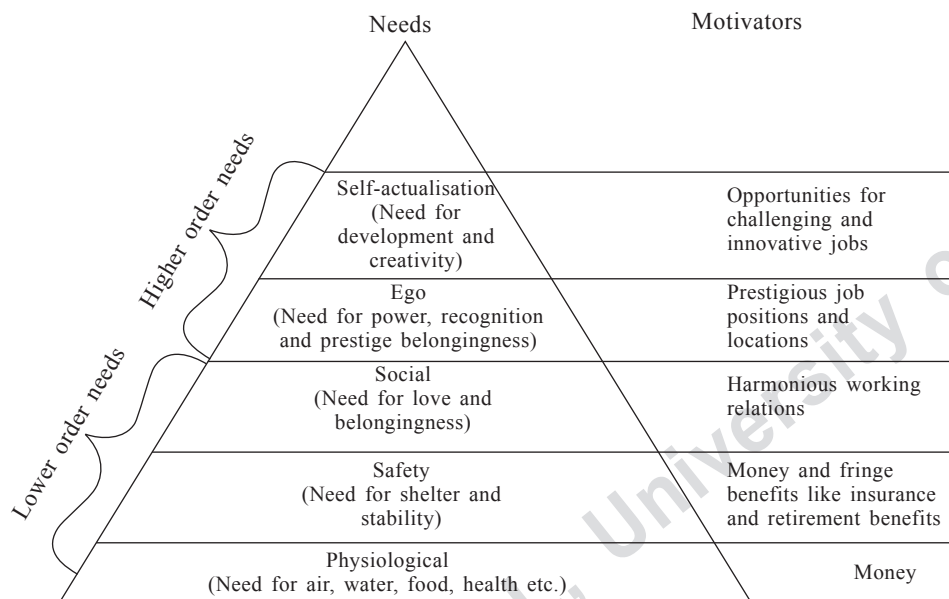 Needs
Motivators
Higher order needs
Self-actualisation
(Need for
development and
creativity)
Opportunities for
challenging and
innovative jobs
Ego
(Need for power, recognition
and prestige belongingness)
Prestigious job
positions and
locations
Lower order needs
Social
(Need for love and
belongingness)
Harmonious working
relations
Safety
(Need for shelter and
stability)
Money and fringe
benefits like insurance
and retirement benefits
Physiological
(Need for air, water, food, health etc.)
Money
University